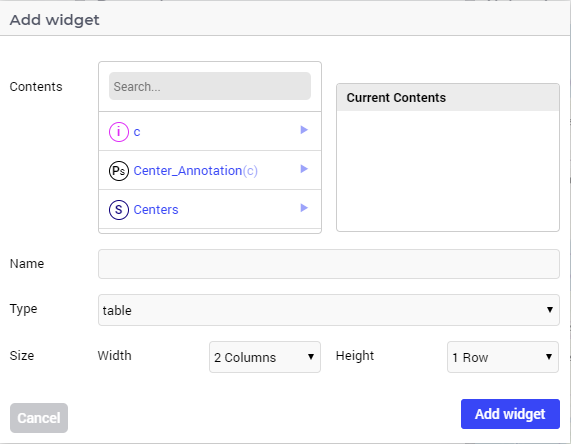 Add widget
Contents
Search...
Current Contents
i c
Ps Center_Annotation(c)
S Centers
Name
Type
table
Size
Width
2 Columns
Height
1 Row
Cancel
Add widget